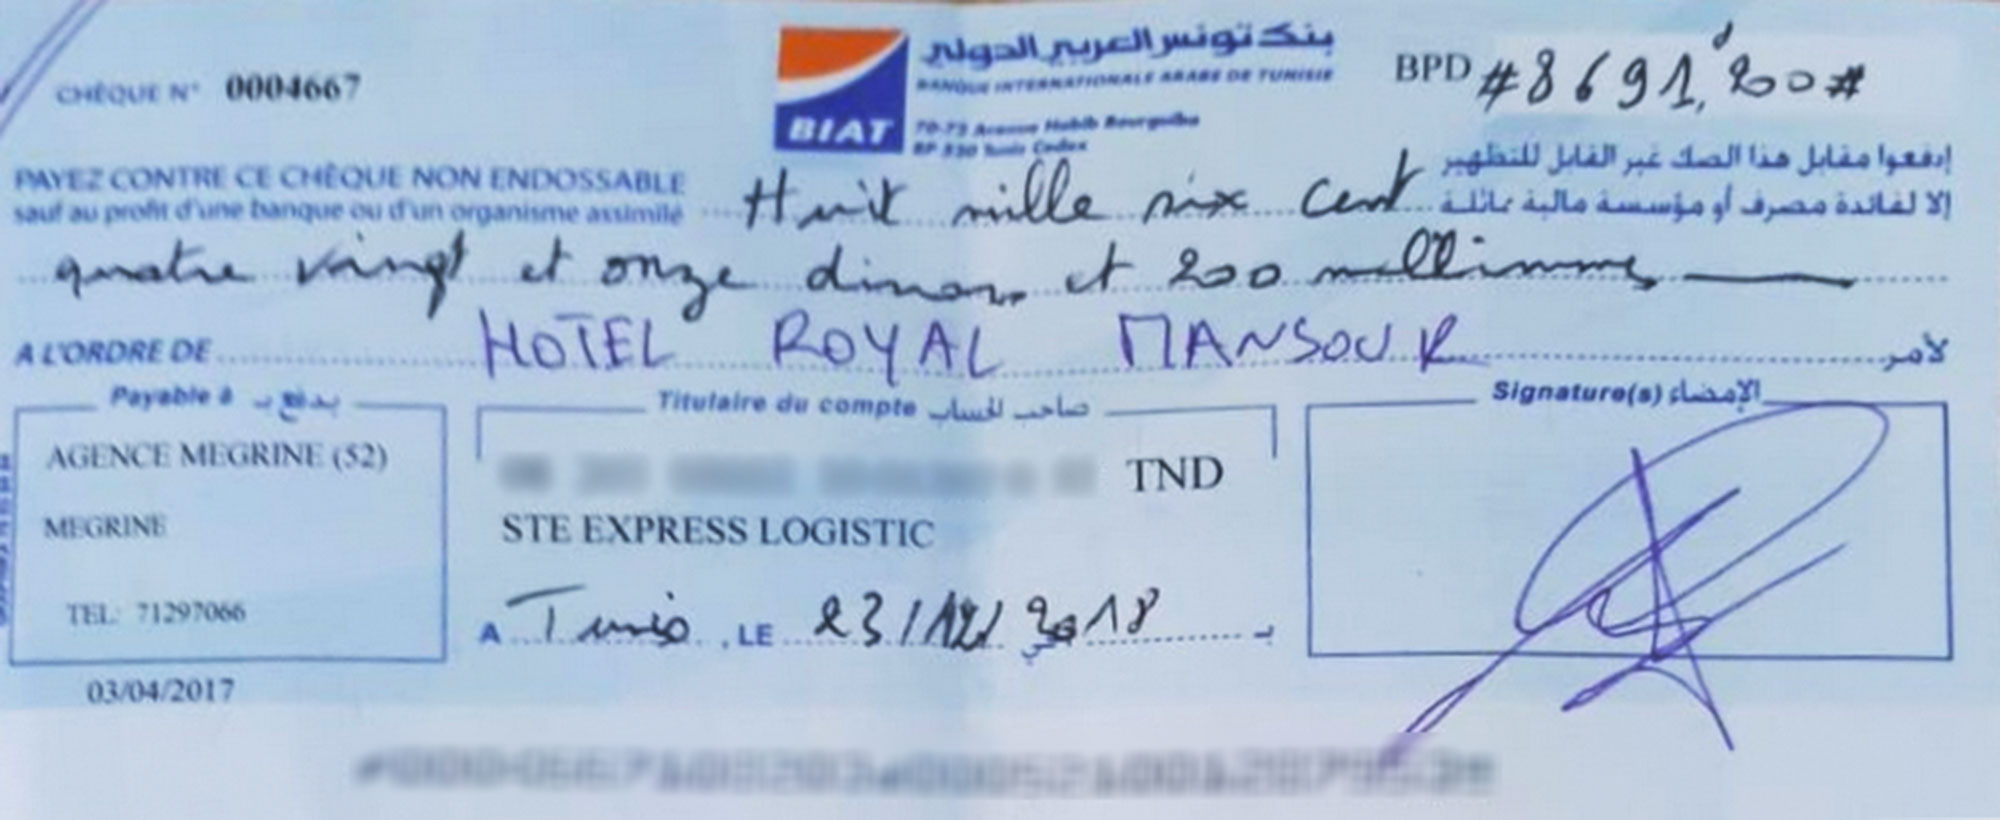 CHÈQUE N° 0004667
BIAT
بنك تونس العربي الدولي
BANQUE INTERNATIONALE ARABE DE TUNISIE
70-72 Avenue Habib Bourguiba
BP 520 Tunis Cedex
BPD #8691,200#
PAYEZ CONTRE CE CHÈQUE NON ENDOSSABLE
sauf au profit d'une banque ou d'un organisme assimilé
إدفعوا مقابل هذا الصك غير القابل للتظهير
إلا لفائدة مصرف أو مؤسسة مالية مماثلة
Huit mille six cent
quatre vingt et onze dinars et 200 millimes
A L'ORDRE DE HOTEL ROYAL MANSOUR لأمر
Payable à يدفع بـ
AGENCE MEGRINE (52)
MEGRINE
TEL: 71297066
03/04/2017
Titulaire du compte صاحب الحساب
TND
STE EXPRESS LOGISTIC
A Tunis, LE 23/12/2018 في بـ
Signature(s) الإمضاء